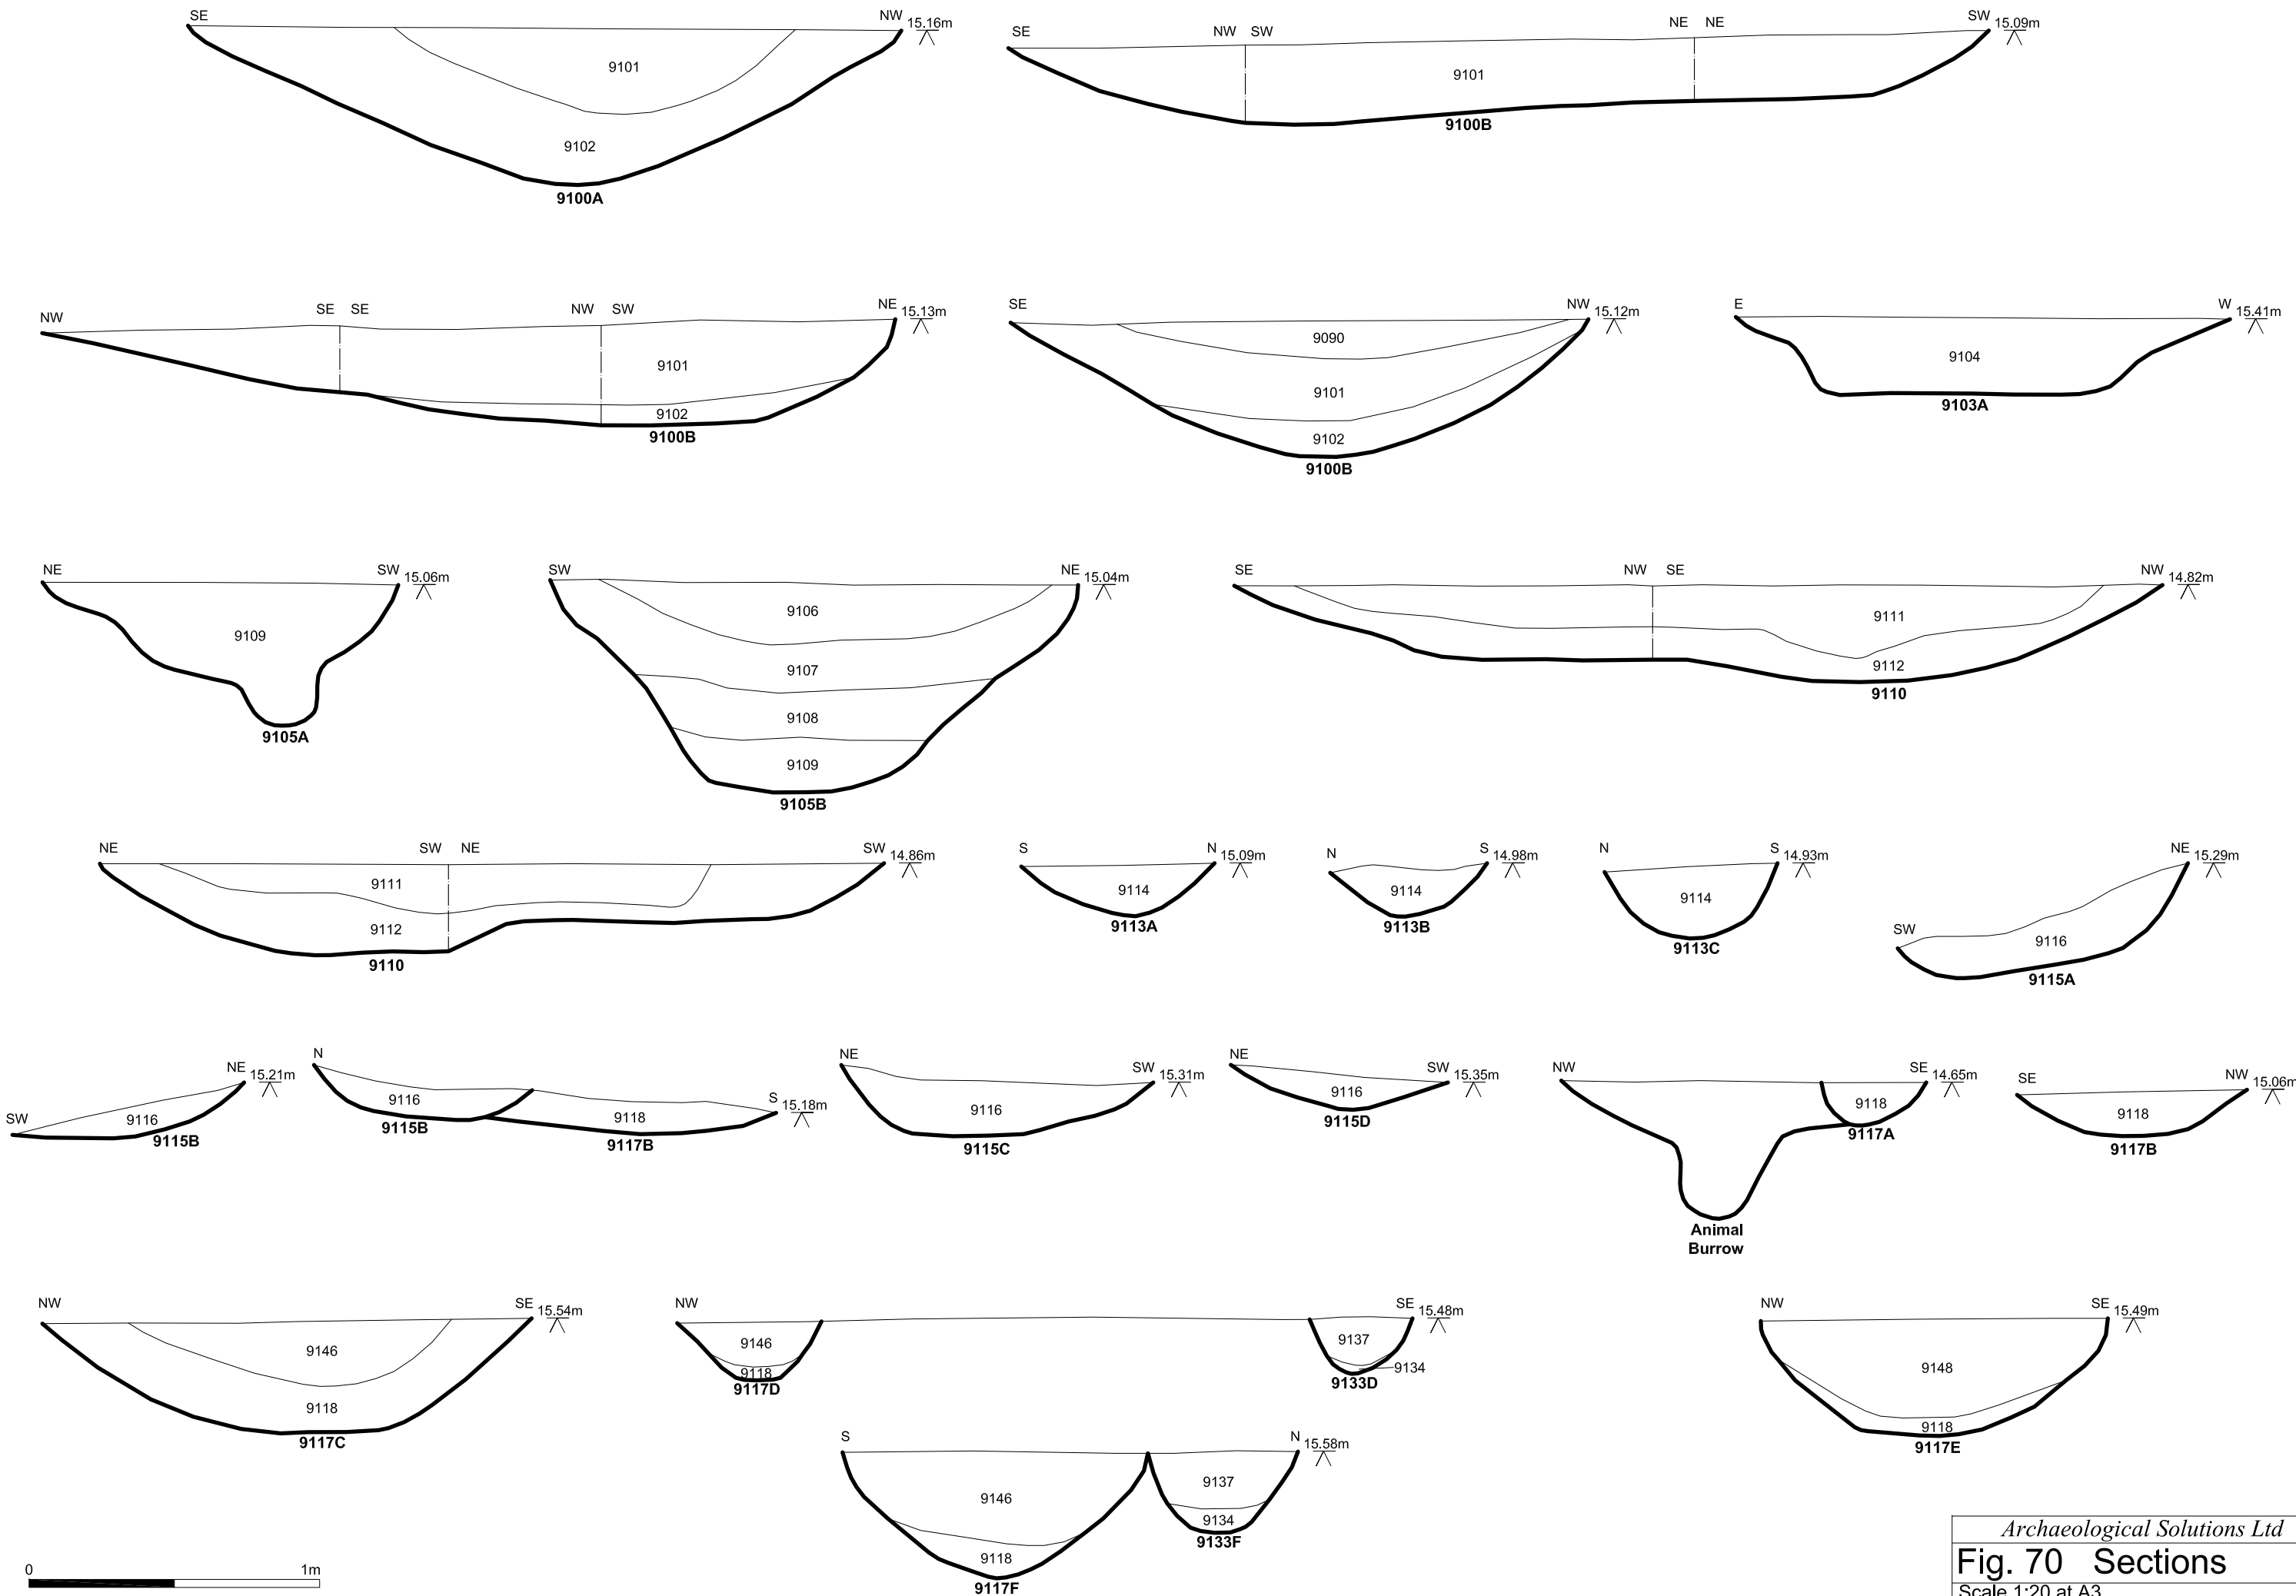 SE NW 15.16m
9101
9102
9100A
SE NW SW NE NE SW 15.09m
9101
9100B
NW SE SE NW SW NE 15.13m
9101
9102
9100B
SE NW 15.12m
9090
9101
9102
9100B
E W 15.41m
9104
9103A
NE SW 15.06m
9109
9105A
SW NE 15.04m
9106
9107
9108
9109
9105B
SE NW SE NW 14.82m
9111
9112
9110
NE SW NE SW 14.86m
9111
9112
9110
S N 15.09m
9114
9113A
N S 14.98m
9114
9113B
N S 14.93m
9114
9113C
NE 15.29m
SW
9116
9115A
NE 15.21m
SW
9116
9115B
N
9116
9115B
9118
S 15.18m
9117B
NE SW 15.31m
9116
9115C
NE SW 15.35m
9116
9115D
NW SE 14.65m
9118
9117A
Animal
Burrow
SE NW 15.06m
9118
9117B
NW SE 15.54m
9146
9118
9117C
NW SE 15.48m
9146
9118
9117D
9137
9134
9133D
NW SE 15.49m
9148
9118
9117E
S N 15.58m
9146
9118
9117F
9137
9134
9133F
0 1m
Archaeological Solutions Ltd
Fig. 70 Sections
Scale 1:20 at A3